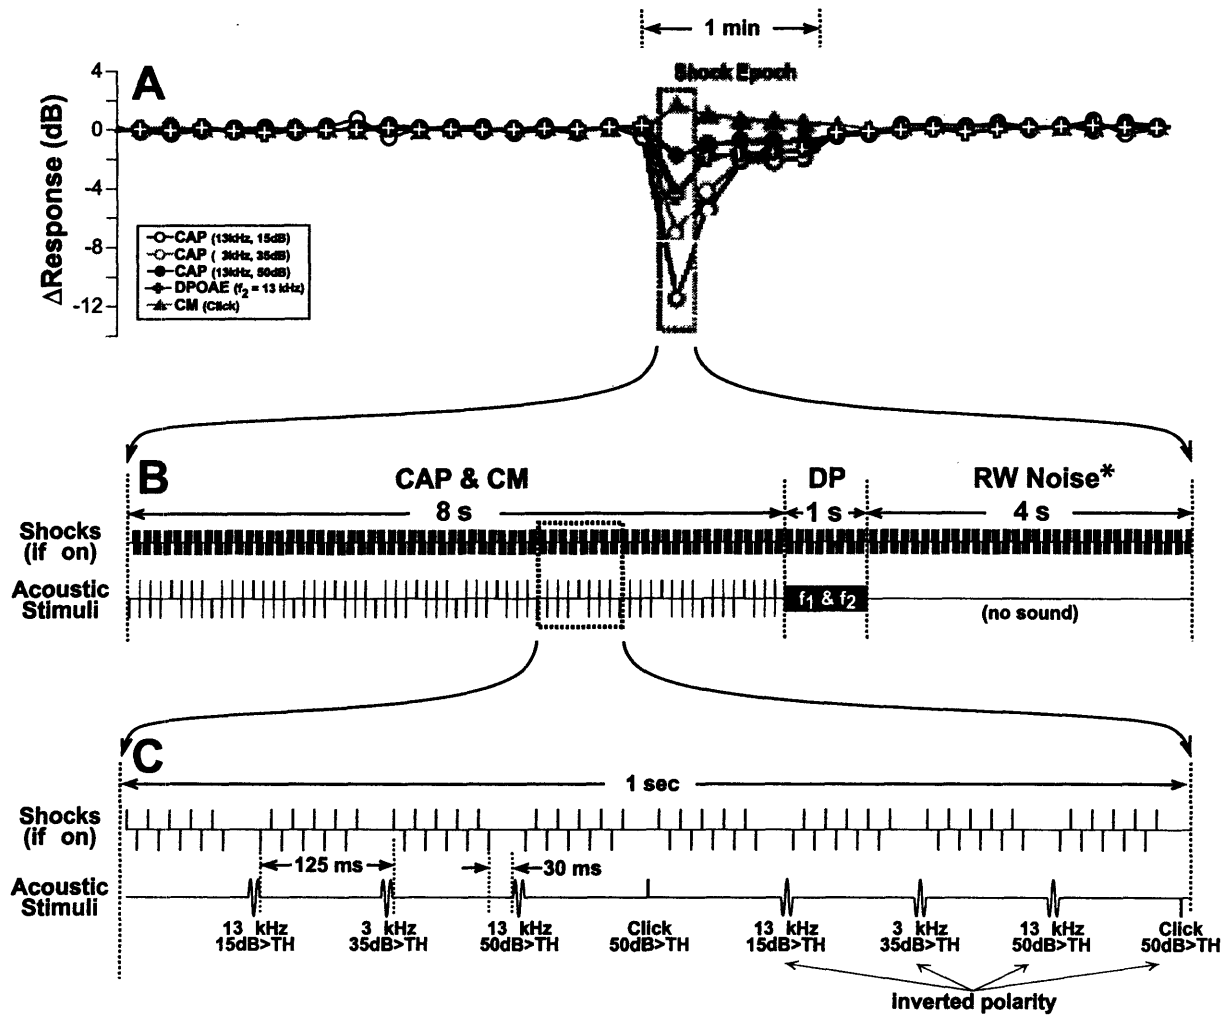 1 min
Shock Epoch
A
4
0
-4
-8
-12
ΔResponse (dB)
CAP (13kHz, 15dB)
CAP ( 3kHz, 35dB)
CAP (13kHz, 50dB)
DPOAE (f2 = 13 kHz)
CM (Click)
B
CAP & CM
DP
RW Noise*
8 s
1 s
4 s
Shocks
(if on)
Acoustic
Stimuli
f1 & f2
(no sound)
C
1 sec
Shocks
(if on)
125 ms
30 ms
Acoustic
Stimuli
13 kHz
15dB>TH
3 kHz
35dB>TH
13 kHz
50dB>TH
Click
50dB>TH
13 kHz
15dB>TH
3 kHz
35dB>TH
13 kHz
50dB>TH
Click
50dB>TH
inverted polarity